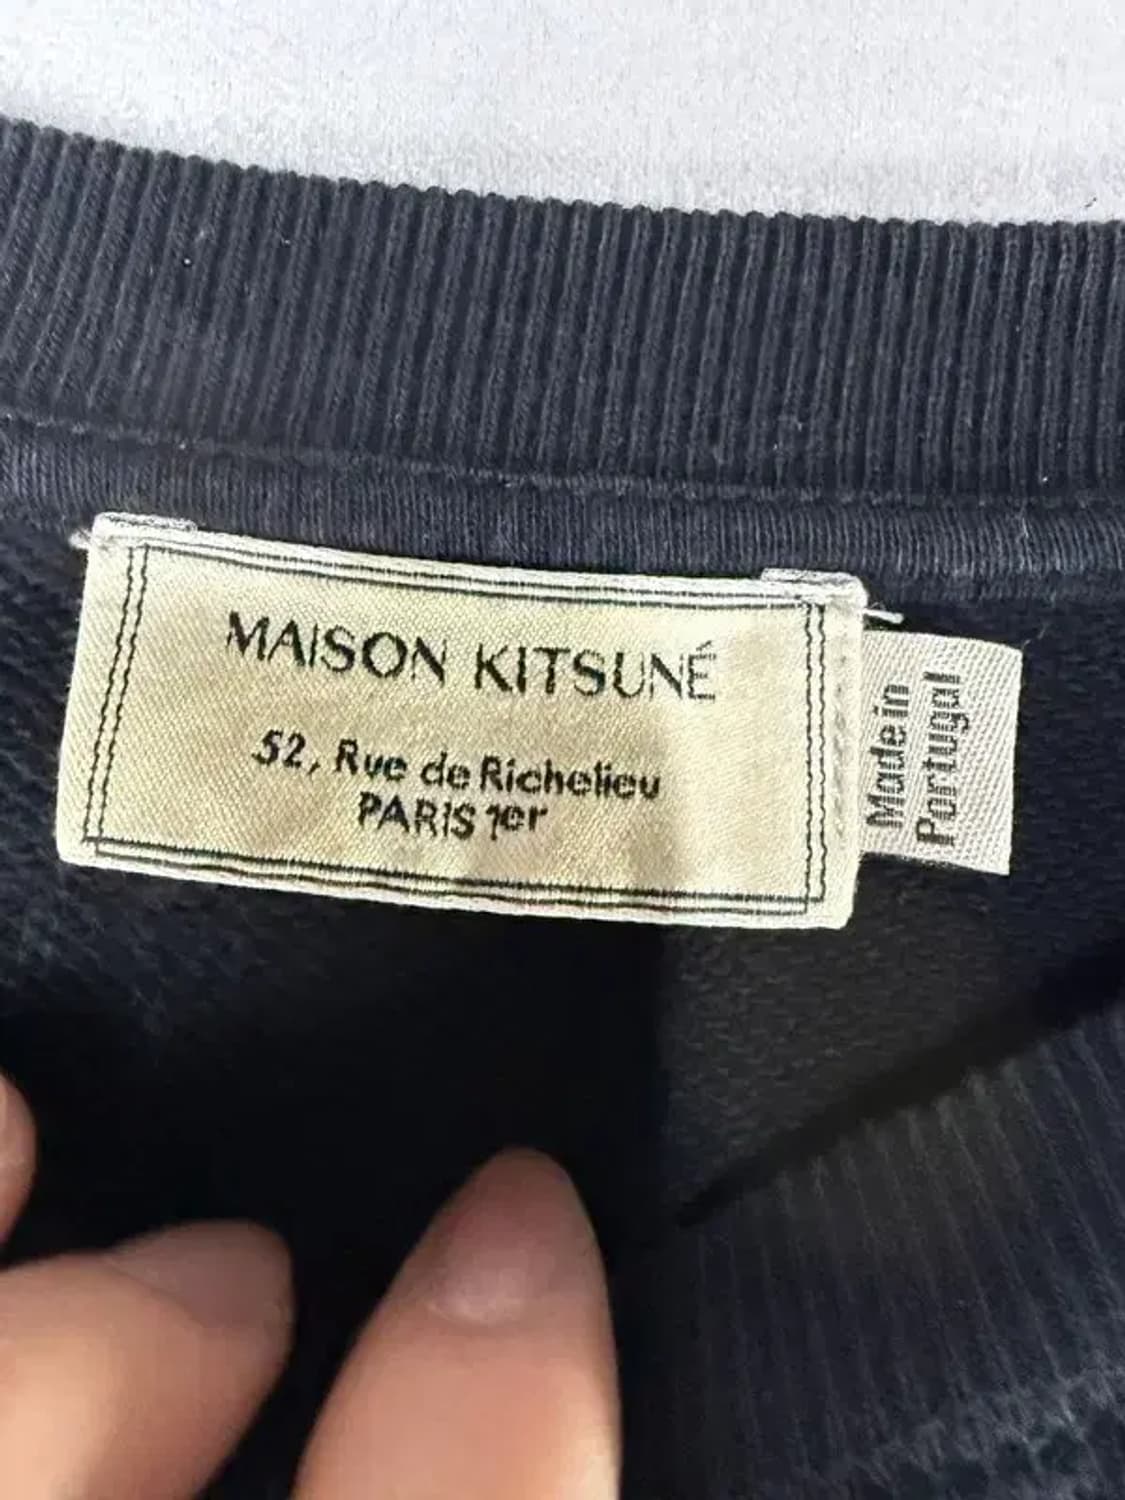 MAISON KITSUNÉ
52, Rue de Richelieu
PARIS 1er
Made in
Portugal